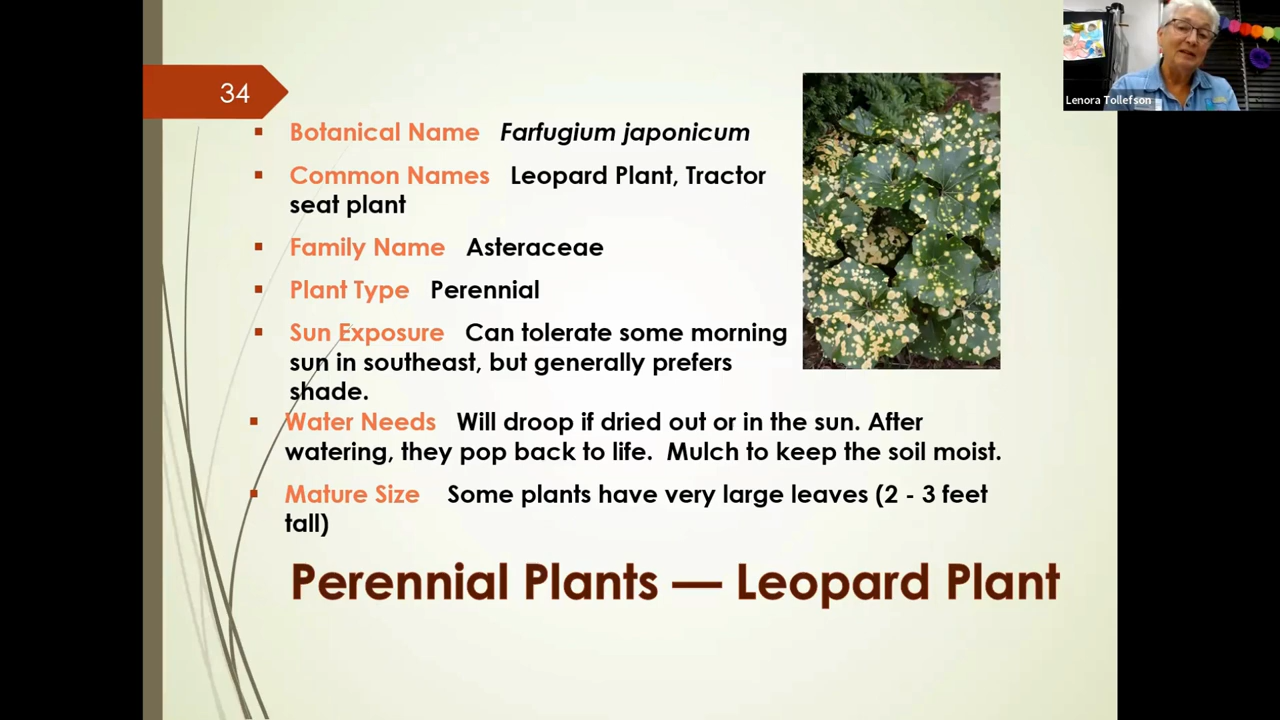 34
Botanical Name Farfugium japonicum
Common Names Leopard Plant, Tractor
seat plant
Family Name Asteraceae
Plant Type Perennial
Sun Exposure Can tolerate some morning
sun in southeast, but generally prefers
shade.
Water Needs Will droop if dried out or in the sun. After
watering, they pop back to life. Mulch to keep the soil moist.
Mature Size Some plants have very large leaves (2 - 3 feet
tall)
Perennial Plants — Leopard Plant
Lenora Tollefson